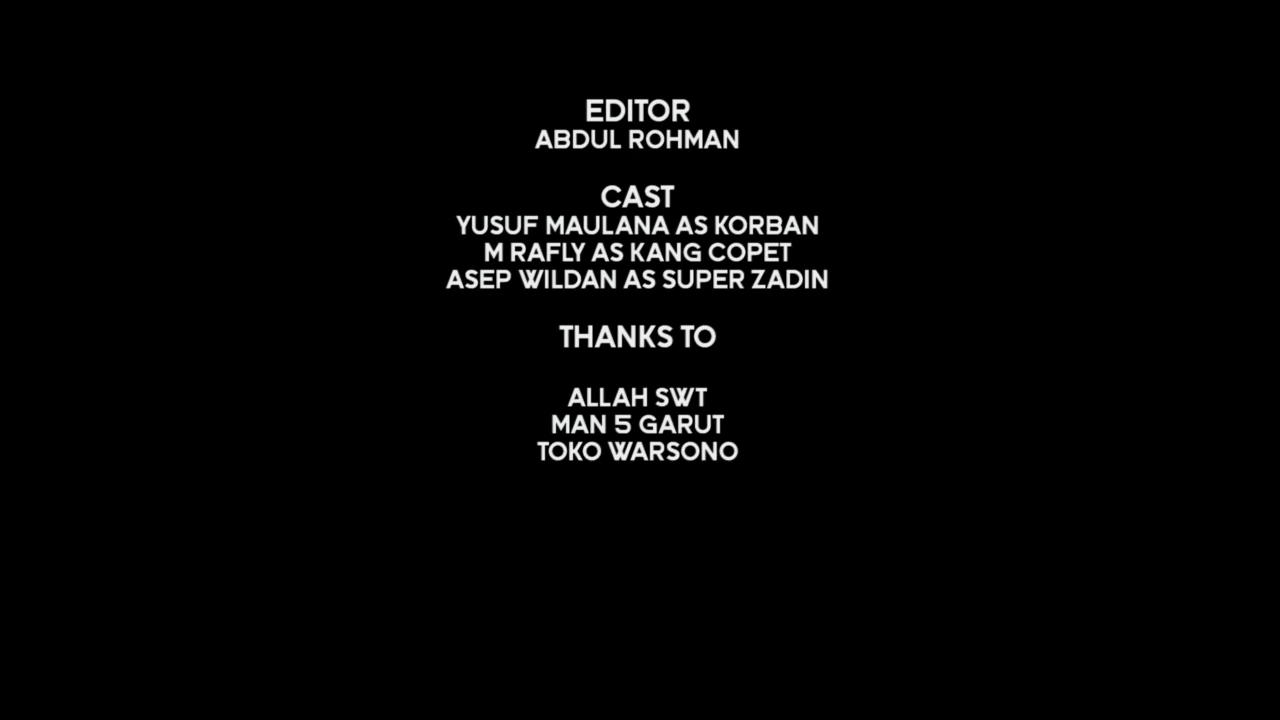 EDITOR
ABDUL ROHMAN
CAST
YUSUF MAULANA AS KORBAN
M RAFLY AS KANG COPET
ASEP WILDAN AS SUPER ZADIN
THANKS TO
ALLAH SWT
MAN 5 GARUT
TOKO WARSONO